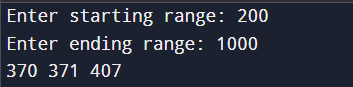 Enter starting range: 200
Enter ending range: 1000
370 371 407